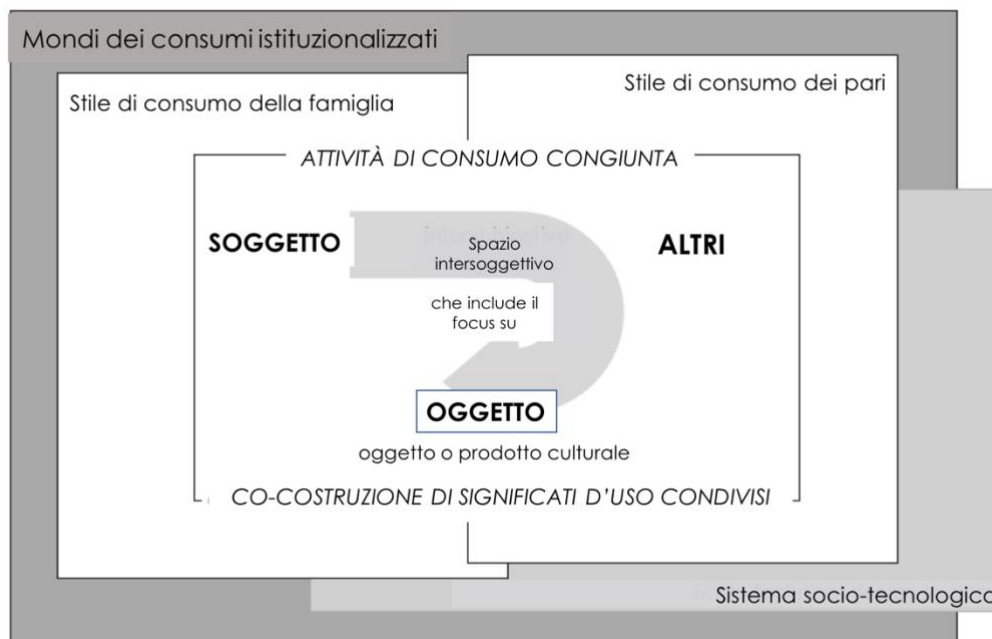 Mondi dei consumi istituzionalizzati
Stile di consumo della famiglia
Stile di consumo dei pari
ATTIVITÀ DI CONSUMO CONGIUNTA
SOGGETTO
Spazio
intersoggettivo
ALTRI
che include il
focus su
OGGETTO
oggetto o prodotto culturale
CO-COSTRUZIONE DI SIGNIFICATI D'USO CONDIVISI
Sistema socio-tecnologico